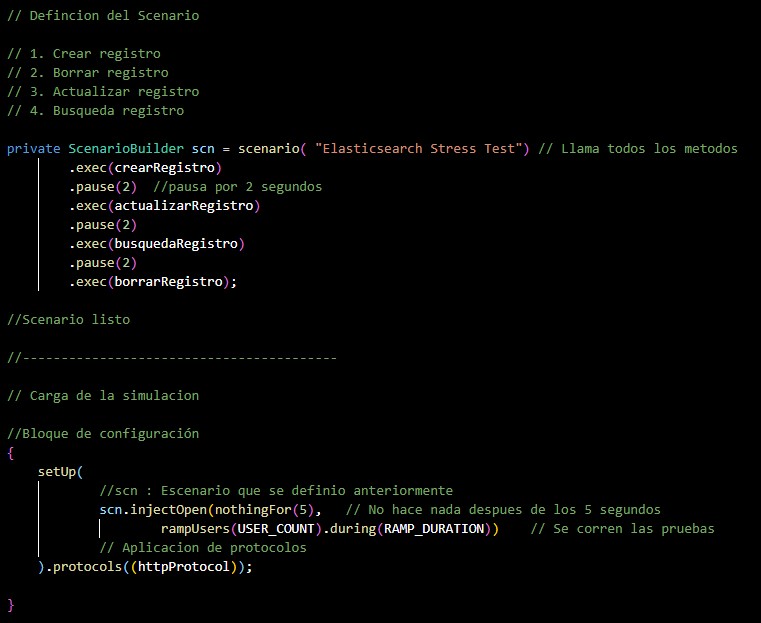 // Defincion del Scenario
// 1. Crear registro
// 2. Borrar registro
// 3. Actualizar registro
// 4. Busqueda registro
private ScenarioBuilder scn = scenario( "Elasticsearch Stress Test") // Llama todos los metodos
.exec(crearRegistro)
.pause(2)  //pausa por 2 segundos
.exec(actualizarRegistro)
.pause(2)
.exec(busquedaRegistro)
.pause(2)
.exec(borrarRegistro);
//Scenario listo
//-----------------------------------------
// Carga de la simulacion
//Bloque de configuración
{
setUp(
//scn : Escenario que se definio anteriormente
scn.injectOpen(nothingFor(5),   // No hace nada despues de los 5 segundos
rampUsers(USER_COUNT).during(RAMP_DURATION))    // Se corren las pruebas
// Aplicacion de protocolos
).protocols((httpProtocol));
}